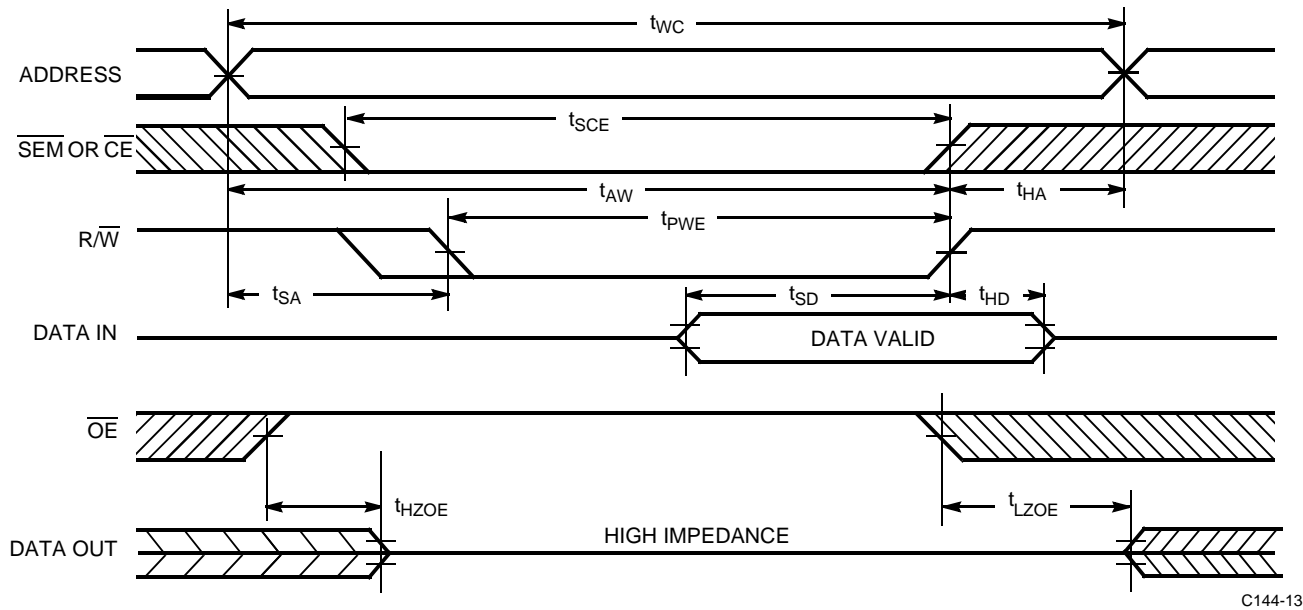 tWC
ADDRESS
tSCE
SEM OR CE
tAW
tHA
tPWE
R/W
tSA
tSD
tHD
DATA IN
DATA VALID
OE
tHZOE
tLZOE
DATA OUT
HIGH IMPEDANCE
C144-13